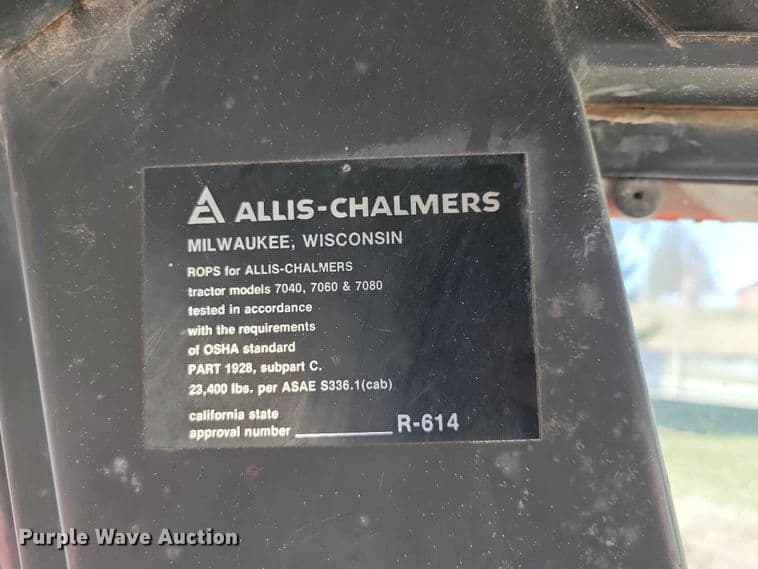 ALLIS-CHALMERS
MILWAUKEE, WISCONSIN
ROPS for ALLIS-CHALMERS
tractor models 7040, 7060 & 7080
tested in accordance
with the requirements
of OSHA standard
PART 1928, subpart C.
23,400 lbs. per ASAE S336.1(cab)
california state
approval number __________ R-614
Purple Wave Auction